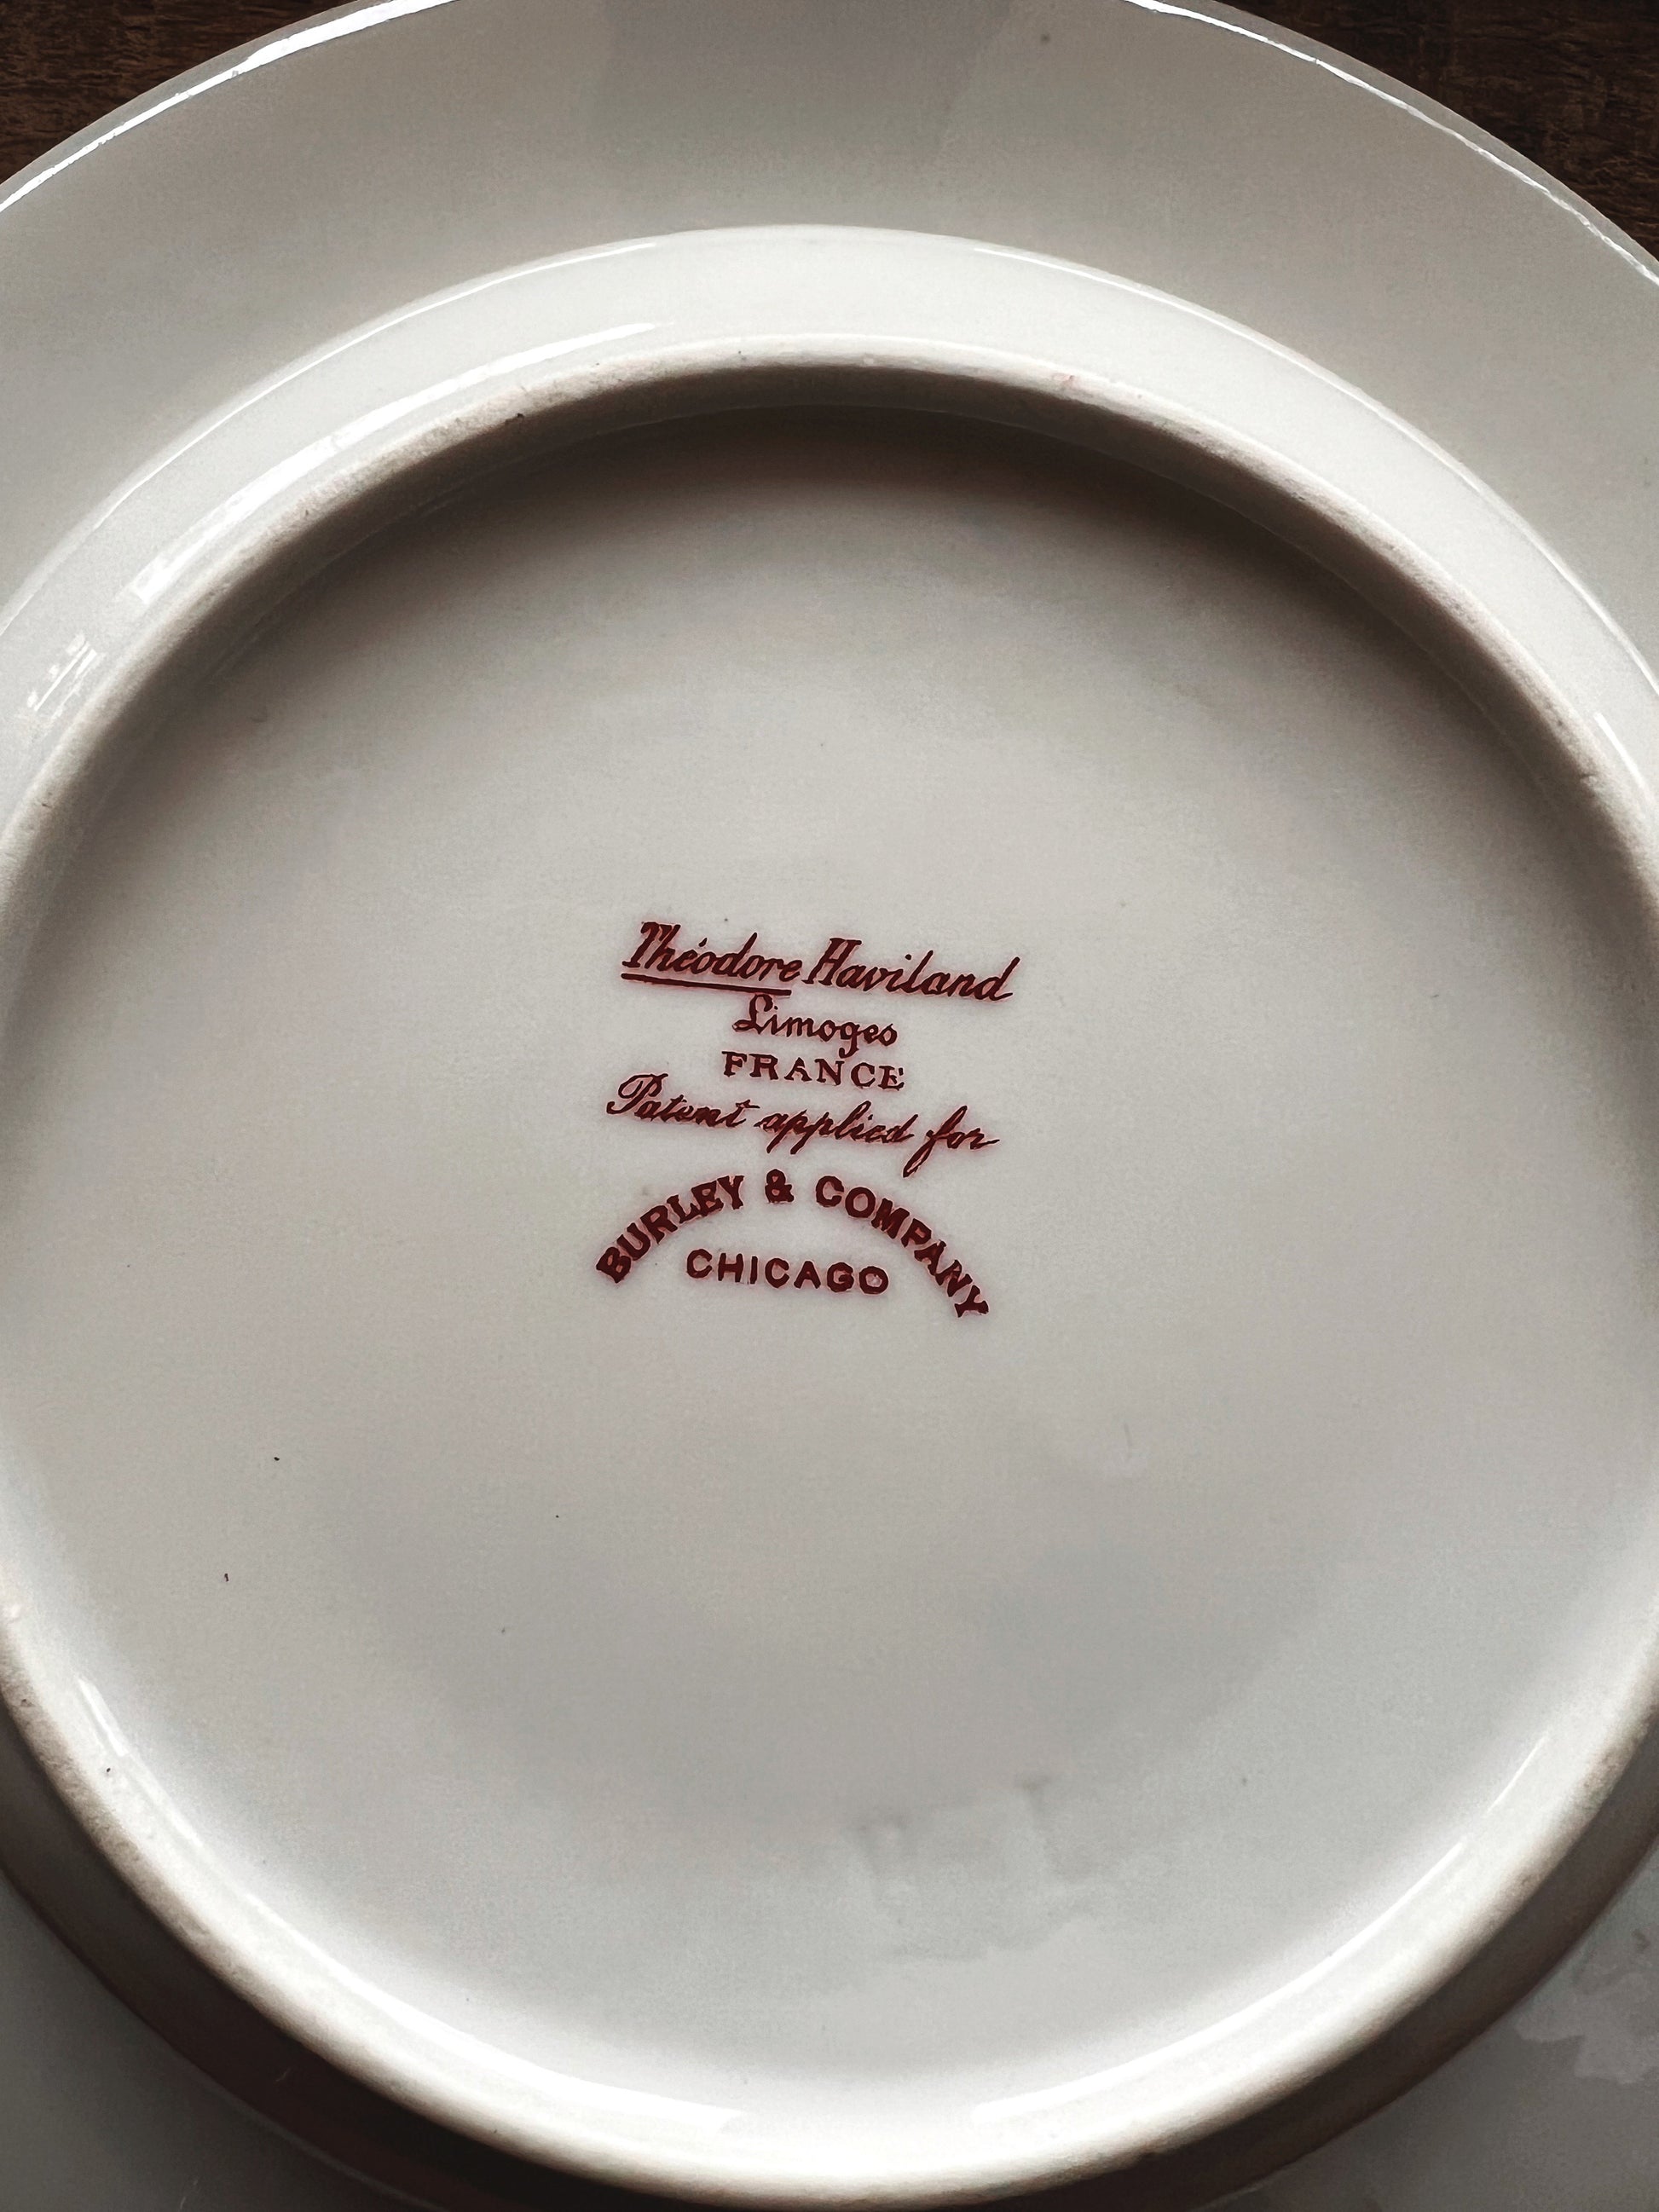 Théodore Haviland
Limoges
FRANCE
Patent applied for
BURLEY & COMPANY
CHICAGO